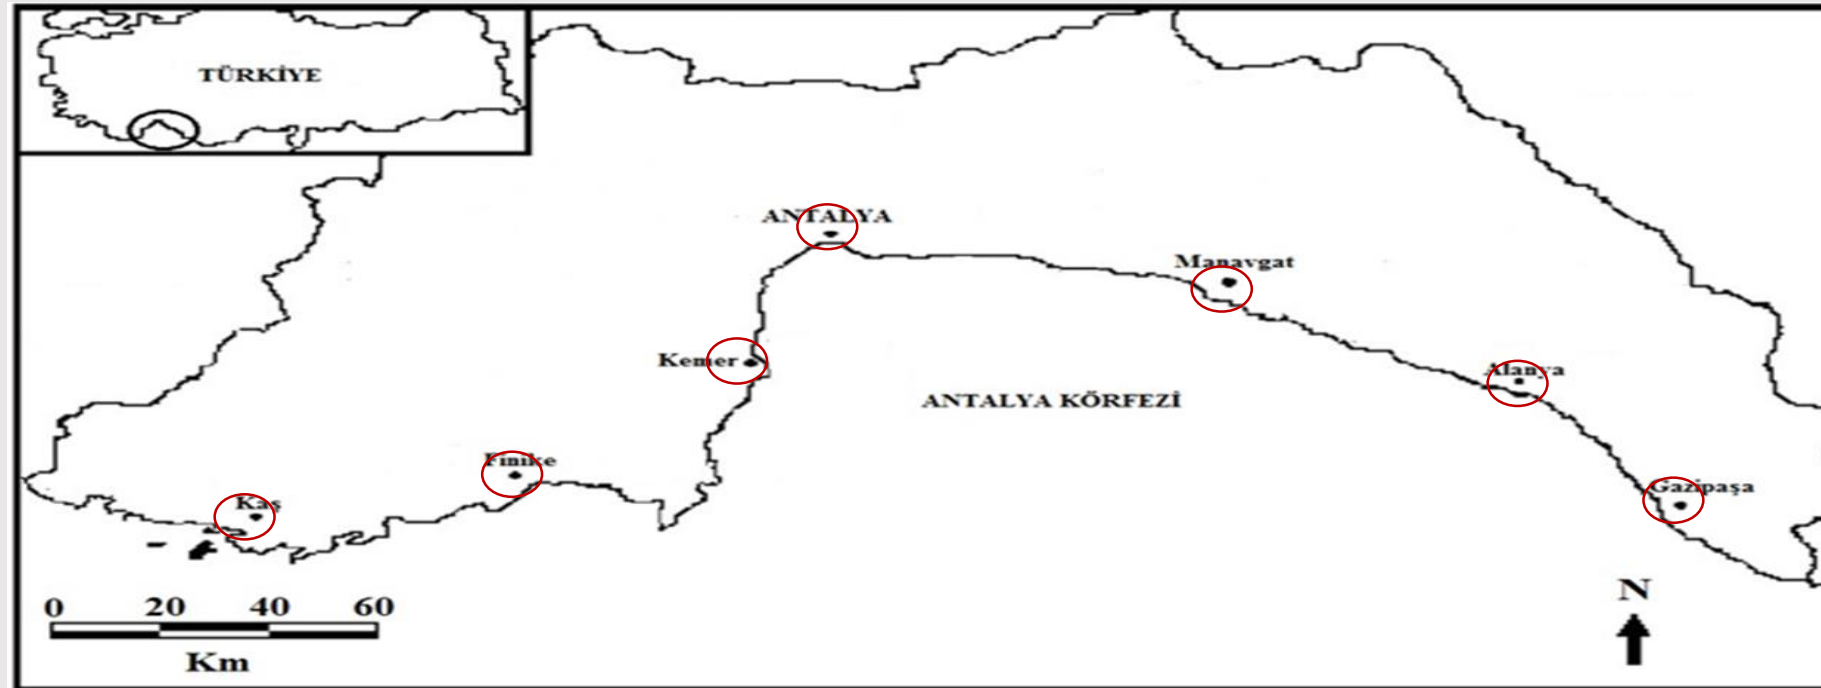 TÜRKİYE
ANTALYA
Manavgat
Kemer
Alanya
ANTALYA KÖRFEZİ
Finike
Gazipaşa
Kaş
0 20 40 60
Km
N